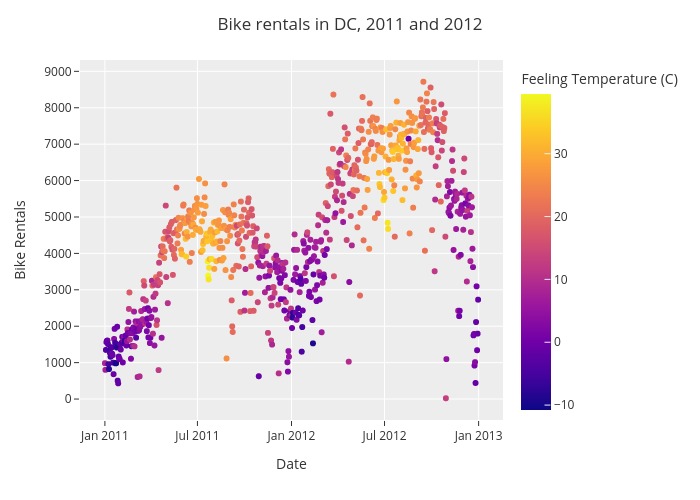 Bike rentals in DC, 2011 and 2012
Feeling Temperature (C)
9000
8000
7000
6000
5000
4000
3000
2000
1000
0
Bike Rentals
30
20
10
0
−10
Jan 2011
Jul 2011
Jan 2012
Jul 2012
Jan 2013
Date